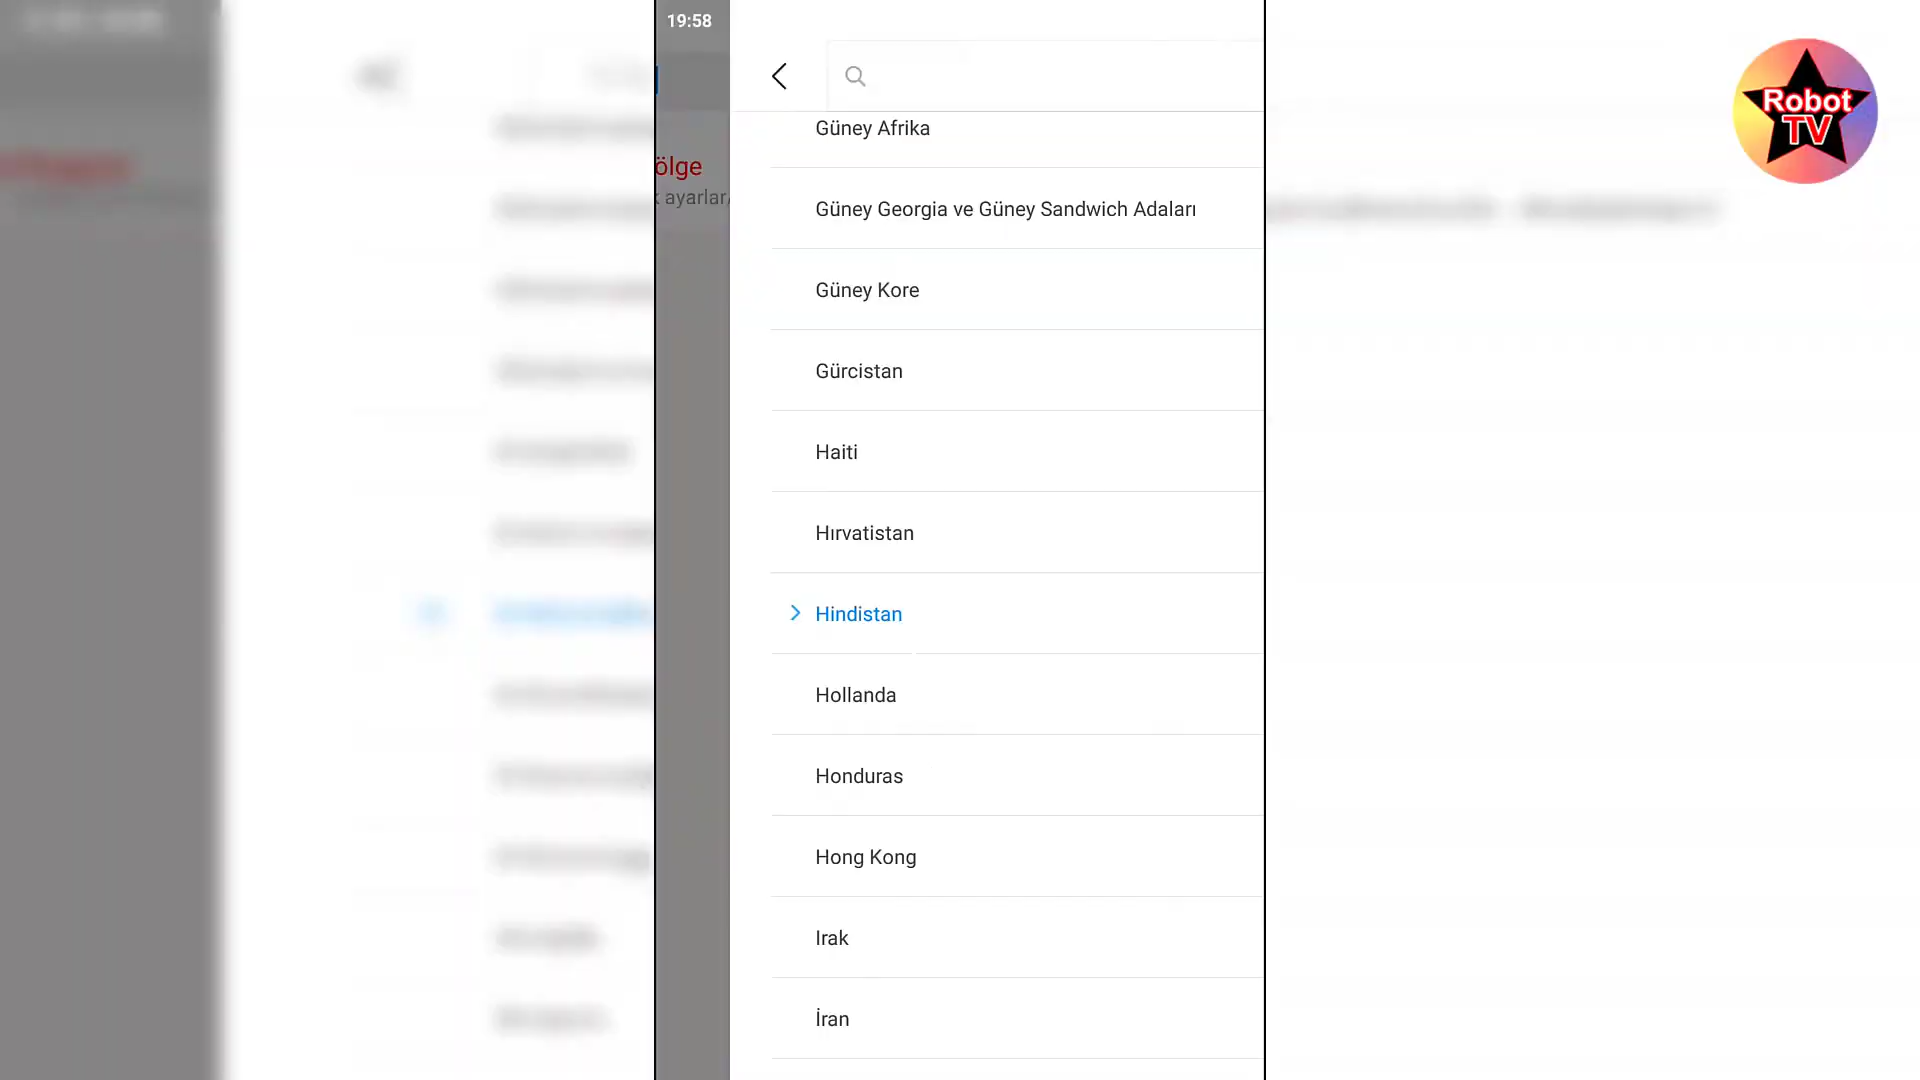 19:58
ölge
k ayarlar
Güney Afrika
Güney Georgia ve Güney Sandwich Adaları
Güney Kore
Gürcistan
Haiti
Hırvatistan
Hindistan
Hollanda
Honduras
Hong Kong
Irak
İran
Robot
TV